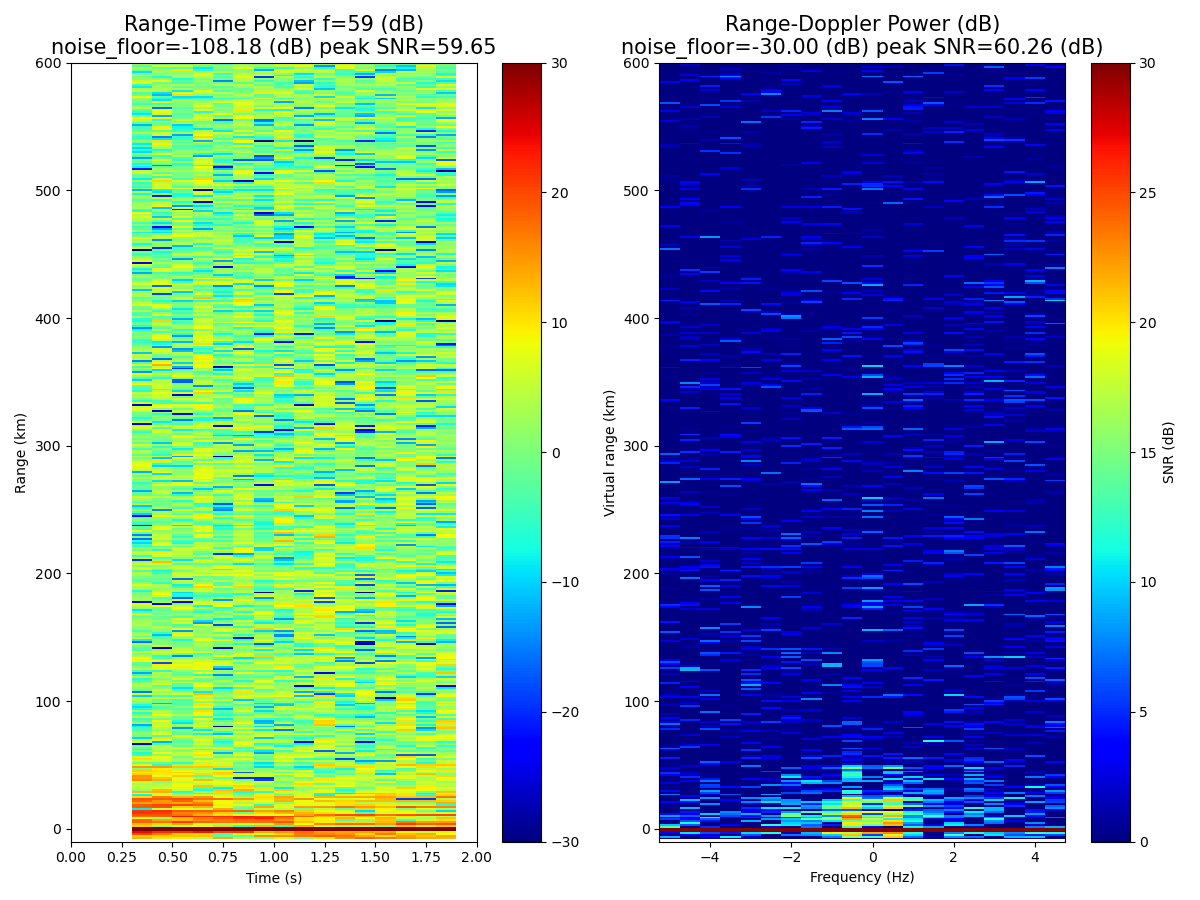 Range-Time Power f=59 (dB)
noise_floor=-108.18 (dB) peak SNR=59.65
Range-Doppler Power (dB)
noise_floor=-30.00 (dB) peak SNR=60.26 (dB)
600
500
400
300
200
100
0
Range (km)
0.00 0.25 0.50 0.75 1.00 1.25 1.50 1.75 2.00
Time (s)
30
20
10
0
−10
−20
−30
600
500
400
300
200
100
0
Virtual range (km)
−4 −2 0 2 4
Frequency (Hz)
30
25
20
15
10
5
0
SNR (dB)